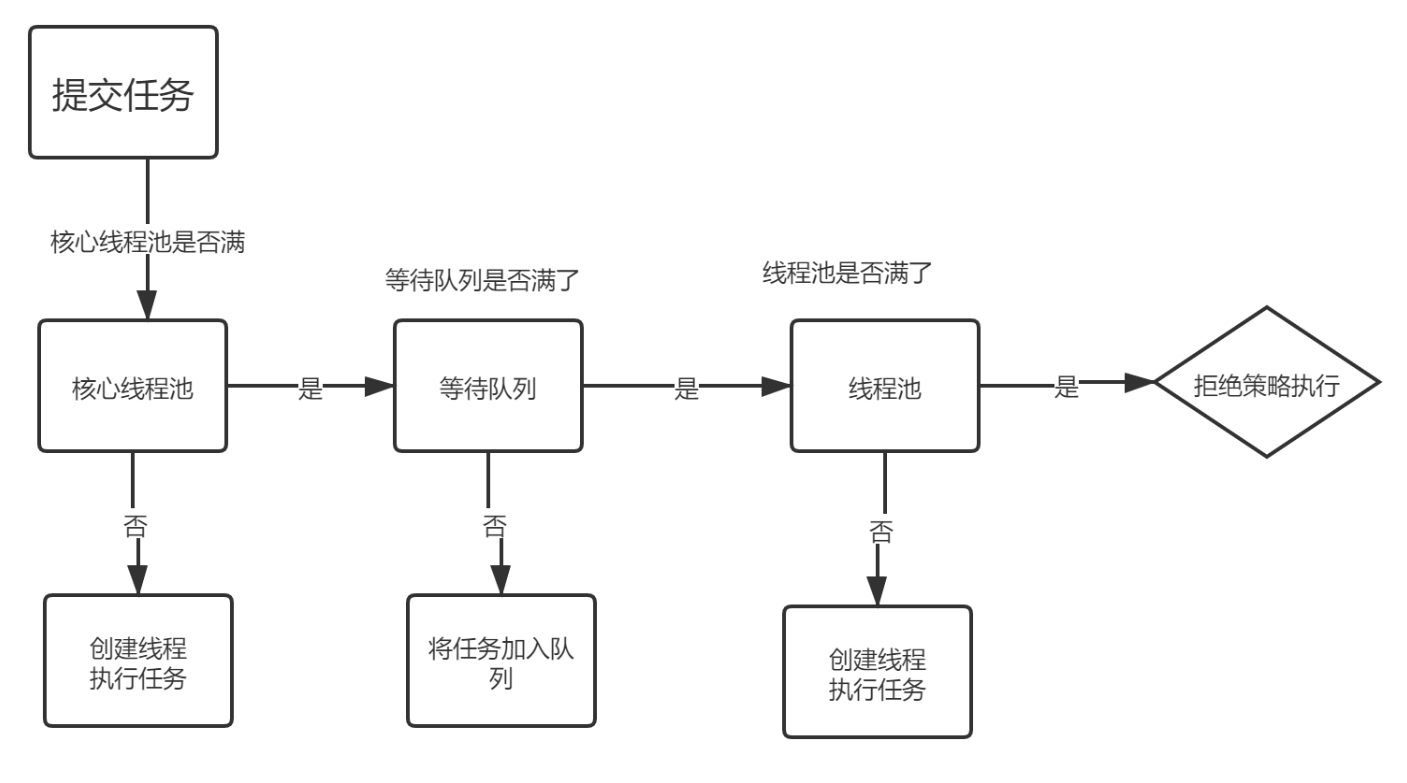 提交任务
核心线程池是否满
等待队列是否满了
线程池是否满了
核心线程池
是
等待队列
是
线程池
是
拒绝策略执行
否
否
否
创建线程
执行任务
将任务加入队
列
创建线程
执行任务